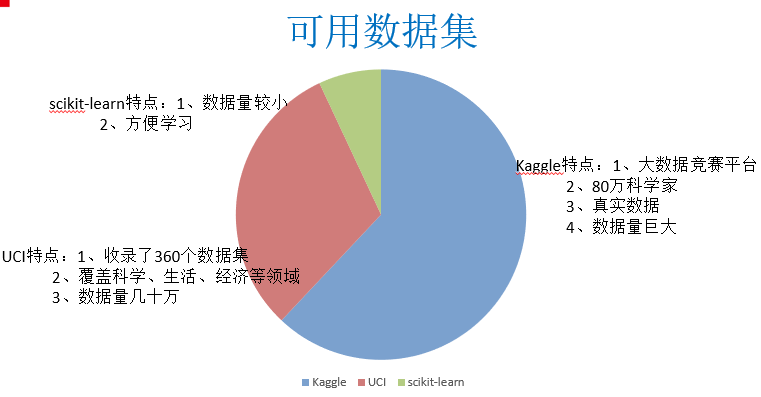 可用数据集
scikit-learn特点：1、数据量较小
2、方便学习
Kaggle特点：1、大数据竞赛平台
2、80万科学家
3、真实数据
4、数据量巨大
UCI特点：1、收录了360个数据集
2、覆盖科学、生活、经济等领域
3、数据量几十万
Kaggle UCI scikit-learn